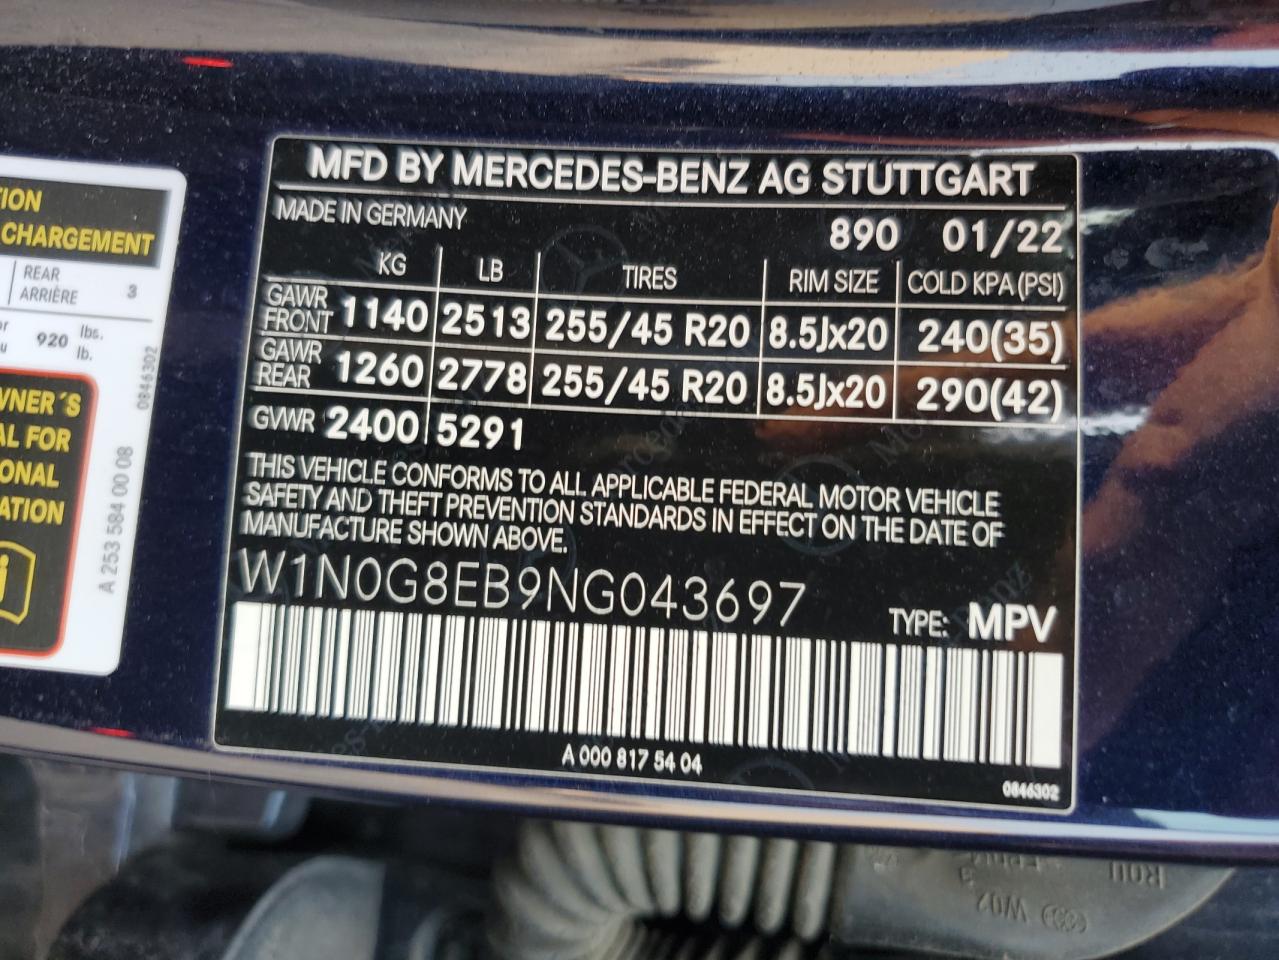 MFD BY MERCEDES-BENZ AG STUTTGART
MADE IN GERMANY
890 01/22
KG LB TIRES RIM SIZE COLD KPA (PSI)
GAWR FRONT 1140 2513 255/45 R20 8.5Jx20 240(35)
GAWR REAR 1260 2778 255/45 R20 8.5Jx20 290(42)
GVWR 2400 5291
THIS VEHICLE CONFORMS TO ALL APPLICABLE FEDERAL MOTOR VEHICLE
SAFETY AND THEFT PREVENTION STANDARDS IN EFFECT ON THE DATE OF
MANUFACTURE SHOWN ABOVE.
W1N0G8EB9NG043697
TYPE: MPV
A 000 817 54 04
0846302
TION
CHARGEMENT
REAR
ARRIÈRE 3
or
920 lbs.
lb.
WNER´S
AL FOR
IONAL
ATION
i
0846302
A 253 584 00 08
W02